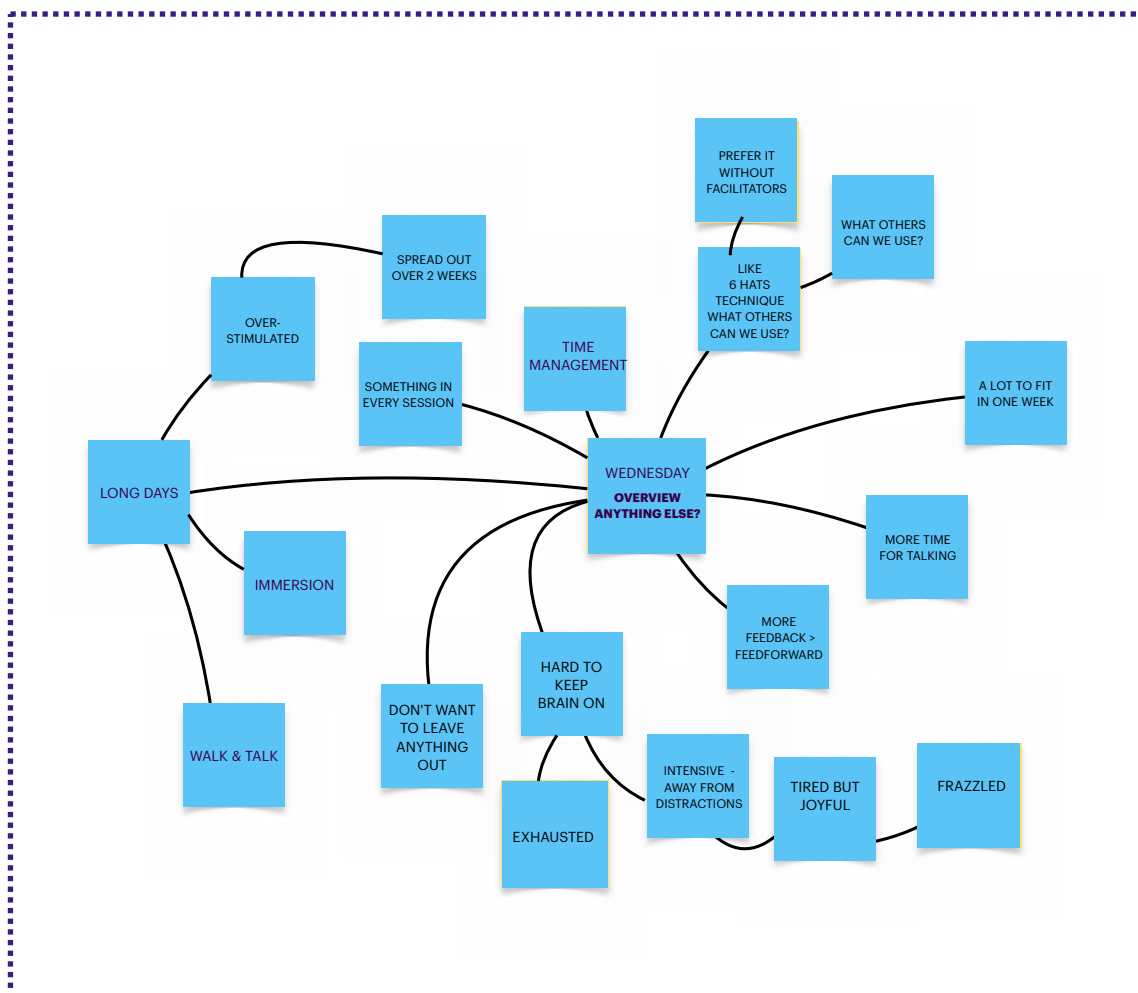 PREFER IT
WITHOUT
FACILITATORS
WHAT OTHERS
CAN WE USE?
SPREAD OUT
OVER 2 WEEKS
LIKE
6 HATS
TECHNIQUE
WHAT OTHERS
CAN WE USE?
OVER-
STIMULATED
TIME
MANAGEMENT
SOMETHING IN
EVERY SESSION
A LOT TO FIT
IN ONE WEEK
LONG DAYS
WEDNESDAY
OVERVIEW
ANYTHING ELSE?
MORE TIME
FOR TALKING
IMMERSION
MORE
FEEDBACK >
FEEDFORWARD
HARD TO
KEEP
BRAIN ON
DON'T WANT
TO LEAVE
ANYTHING
OUT
WALK & TALK
INTENSIVE -
AWAY FROM
DISTRACTIONS
TIRED BUT
JOYFUL
FRAZZLED
EXHAUSTED